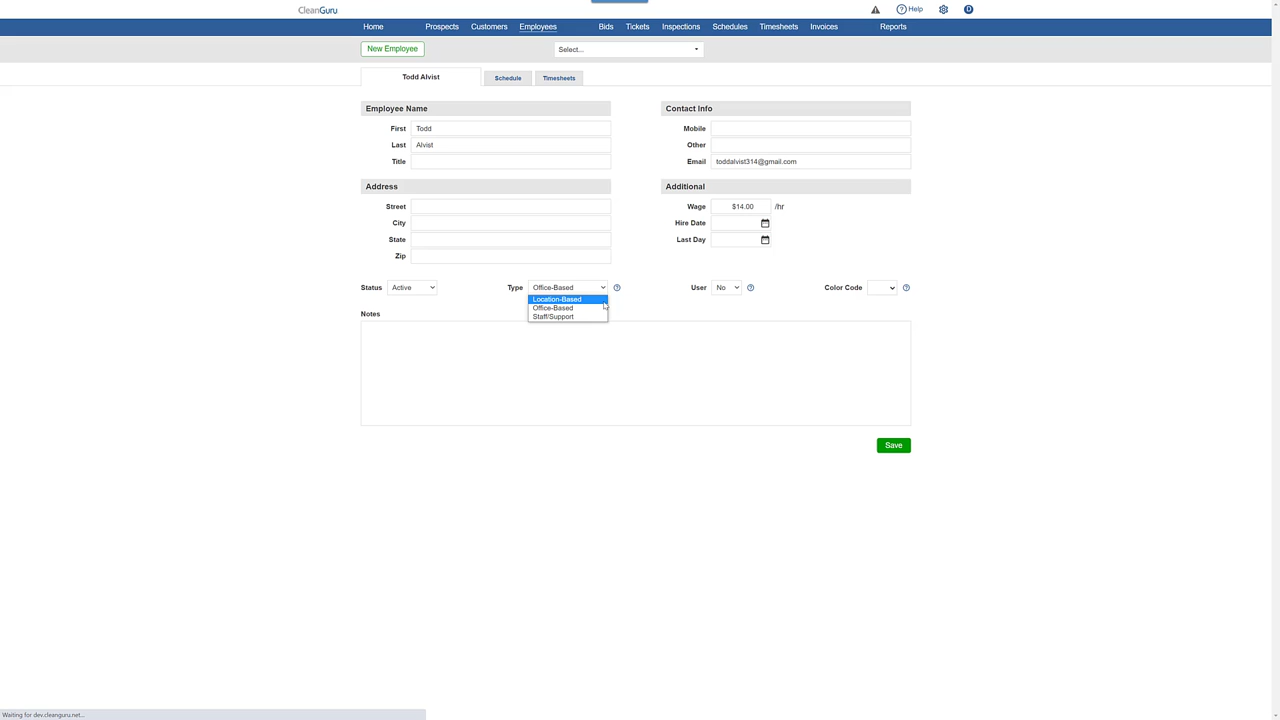 CleanGuru
Help
D
Home Prospects Customers Employees Bids Tickets Inspections Schedules Timesheets Invoices Reports
New Employee
Select...
Todd Alvist Schedule Timesheets
Employee Name
First Todd
Last Alvist
Title
Contact Info
Mobile
Other
Email toddalvist314@gmail.com
Address
Street
City
State
Zip
Additional
Wage $14.00 /hr
Hire Date
Last Day
Status Active Type Office-Based User No Color Code
Location-Based
Office-Based
Staff/Support
Notes
Save
Waiting for dev.cleanguru.net...